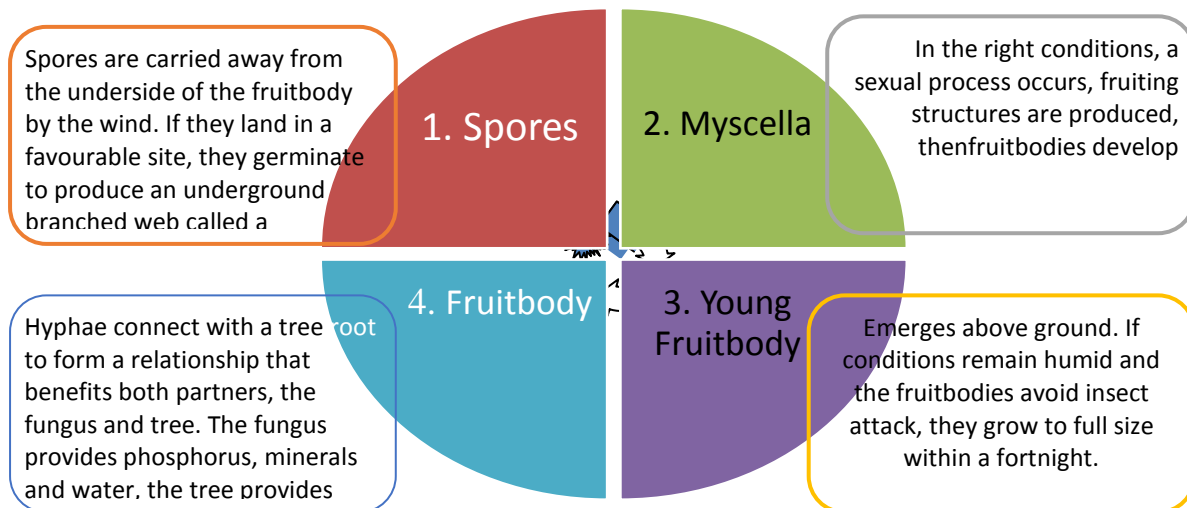 Spores are carried away from
the underside of the fruitbody
by the wind. If they land in a
favourable site, they germinate
to produce an underground
branched web called a
1. Spores
2. Myscella
In the right conditions, a
sexual process occurs, fruiting
structures are produced,
thenfruitbodies develop
4. Fruitbody
Hyphae connect with a tree root
to form a relationship that
benefits both partners, the
fungus and tree. The fungus
provides phosphorus, minerals
and water, the tree provides
3. Young
Fruitbody
Emerges above ground. If
conditions remain humid and
the fruitbodies avoid insect
attack, they grow to full size
within a fortnight.